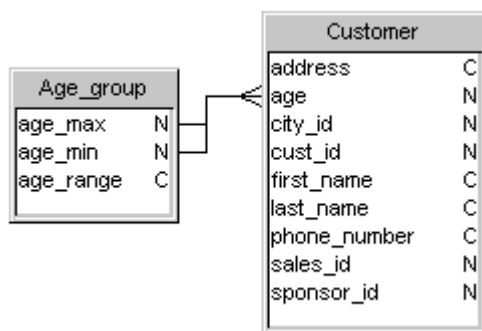 Age_group
age_max N
age_min N
age_range C
Customer
address C
age N
city_id N
cust_id N
first_name C
last_name C
phone_number C
sales_id N
sponsor_id N